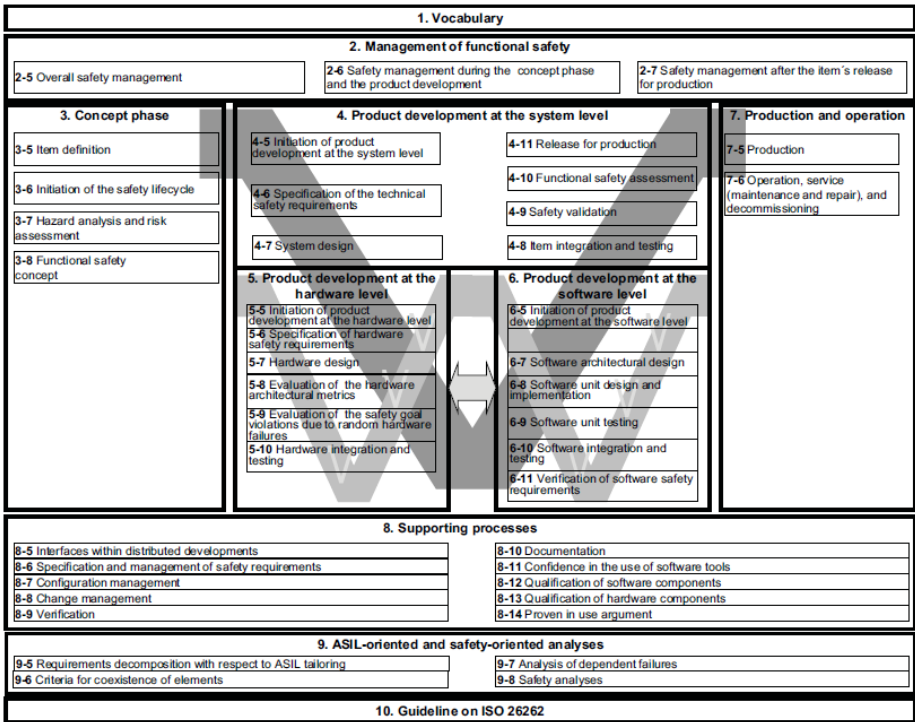 1. Vocabulary
2. Management of functional safety
2-5 Overall safety management
2-6 Safety management during the concept phase
and the product development
2-7 Safety management after the item´s release
for production
3. Concept phase
3-5 Item definition
3-6 Initiation of the safety lifecycle
3-7 Hazard analysis and risk
assessment
3-8 Functional safety
concept
4. Product development at the system level
4-5 Initiation of product
development at the system level
4-6 Specification of the technical
safety requirements
4-7 System design
4-11 Release for production
4-10 Functional safety assessment
4-9 Safety validation
4-8 Item integration and testing
7. Production and operation
7-5 Production
7-6 Operation, service
(maintenance and repair), and
decommissioning
5. Product development at the
hardware level
5-5 Initiation of product
development at the hardware level
5-6 Specification of hardware
safety requirements
5-7 Hardware design
5-8 Evaluation of the hardware
architectural metrics
5-9 Evaluation of the safety goal
violations due to random hardware
failures
5-10 Hardware integration and
testing
6. Product development at the
software level
6-5 Initiation of product
development at the software level
6-7 Software architectural design
6-8 Software unit design and
implementation
6-9 Software unit testing
6-10 Software integration and
testing
6-11 Verification of software safety
requirements
8. Supporting processes
8-5 Interfaces within distributed developments
8-6 Specification and management of safety requirements
8-7 Configuration management
8-8 Change management
8-9 Verification
8-10 Documentation
8-11 Confidence in the use of software tools
8-12 Qualification of software components
8-13 Qualification of hardware components
8-14 Proven in use argument
9. ASIL-oriented and safety-oriented analyses
9-5 Requirements decomposition with respect to ASIL tailoring
9-6 Criteria for coexistence of elements
9-7 Analysis of dependent failures
9-8 Safety analyses
10. Guideline on ISO 26262